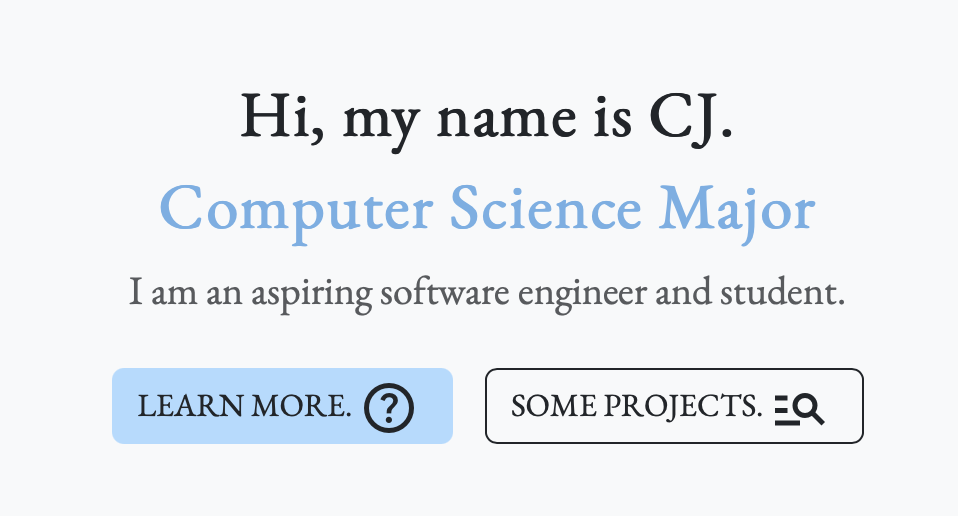 Hi, my name is CJ.
Computer Science Major
I am an aspiring software engineer and student.
LEARN MORE.
SOME PROJECTS.